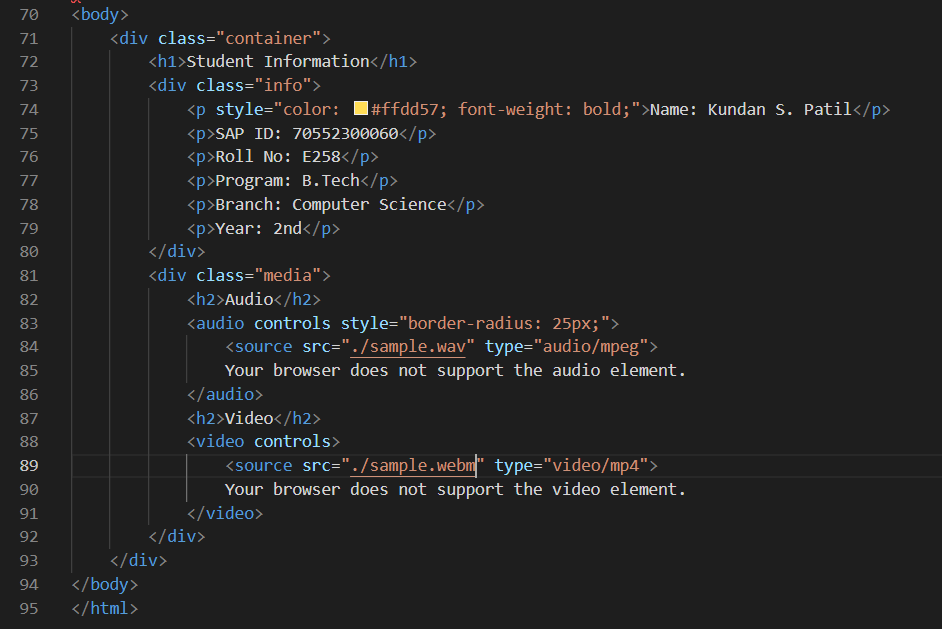 70 <body>
71 <div class="container">
72 <h1>Student Information</h1>
73 <div class="info">
74 <p style="color: #ffdd57; font-weight: bold;">Name: Kundan S. Patil</p>
75 <p>SAP ID: 70552300060</p>
76 <p>Roll No: E258</p>
77 <p>Program: B.Tech</p>
78 <p>Branch: Computer Science</p>
79 <p>Year: 2nd</p>
80 </div>
81 <div class="media">
82 <h2>Audio</h2>
83 <audio controls style="border-radius: 25px;">
84 <source src="./sample.wav" type="audio/mpeg">
85 Your browser does not support the audio element.
86 </audio>
87 <h2>Video</h2>
88 <video controls>
89 <source src="./sample.webm" type="video/mp4">
90 Your browser does not support the video element.
91 </video>
92 </div>
93 </div>
94 </body>
95 </html>